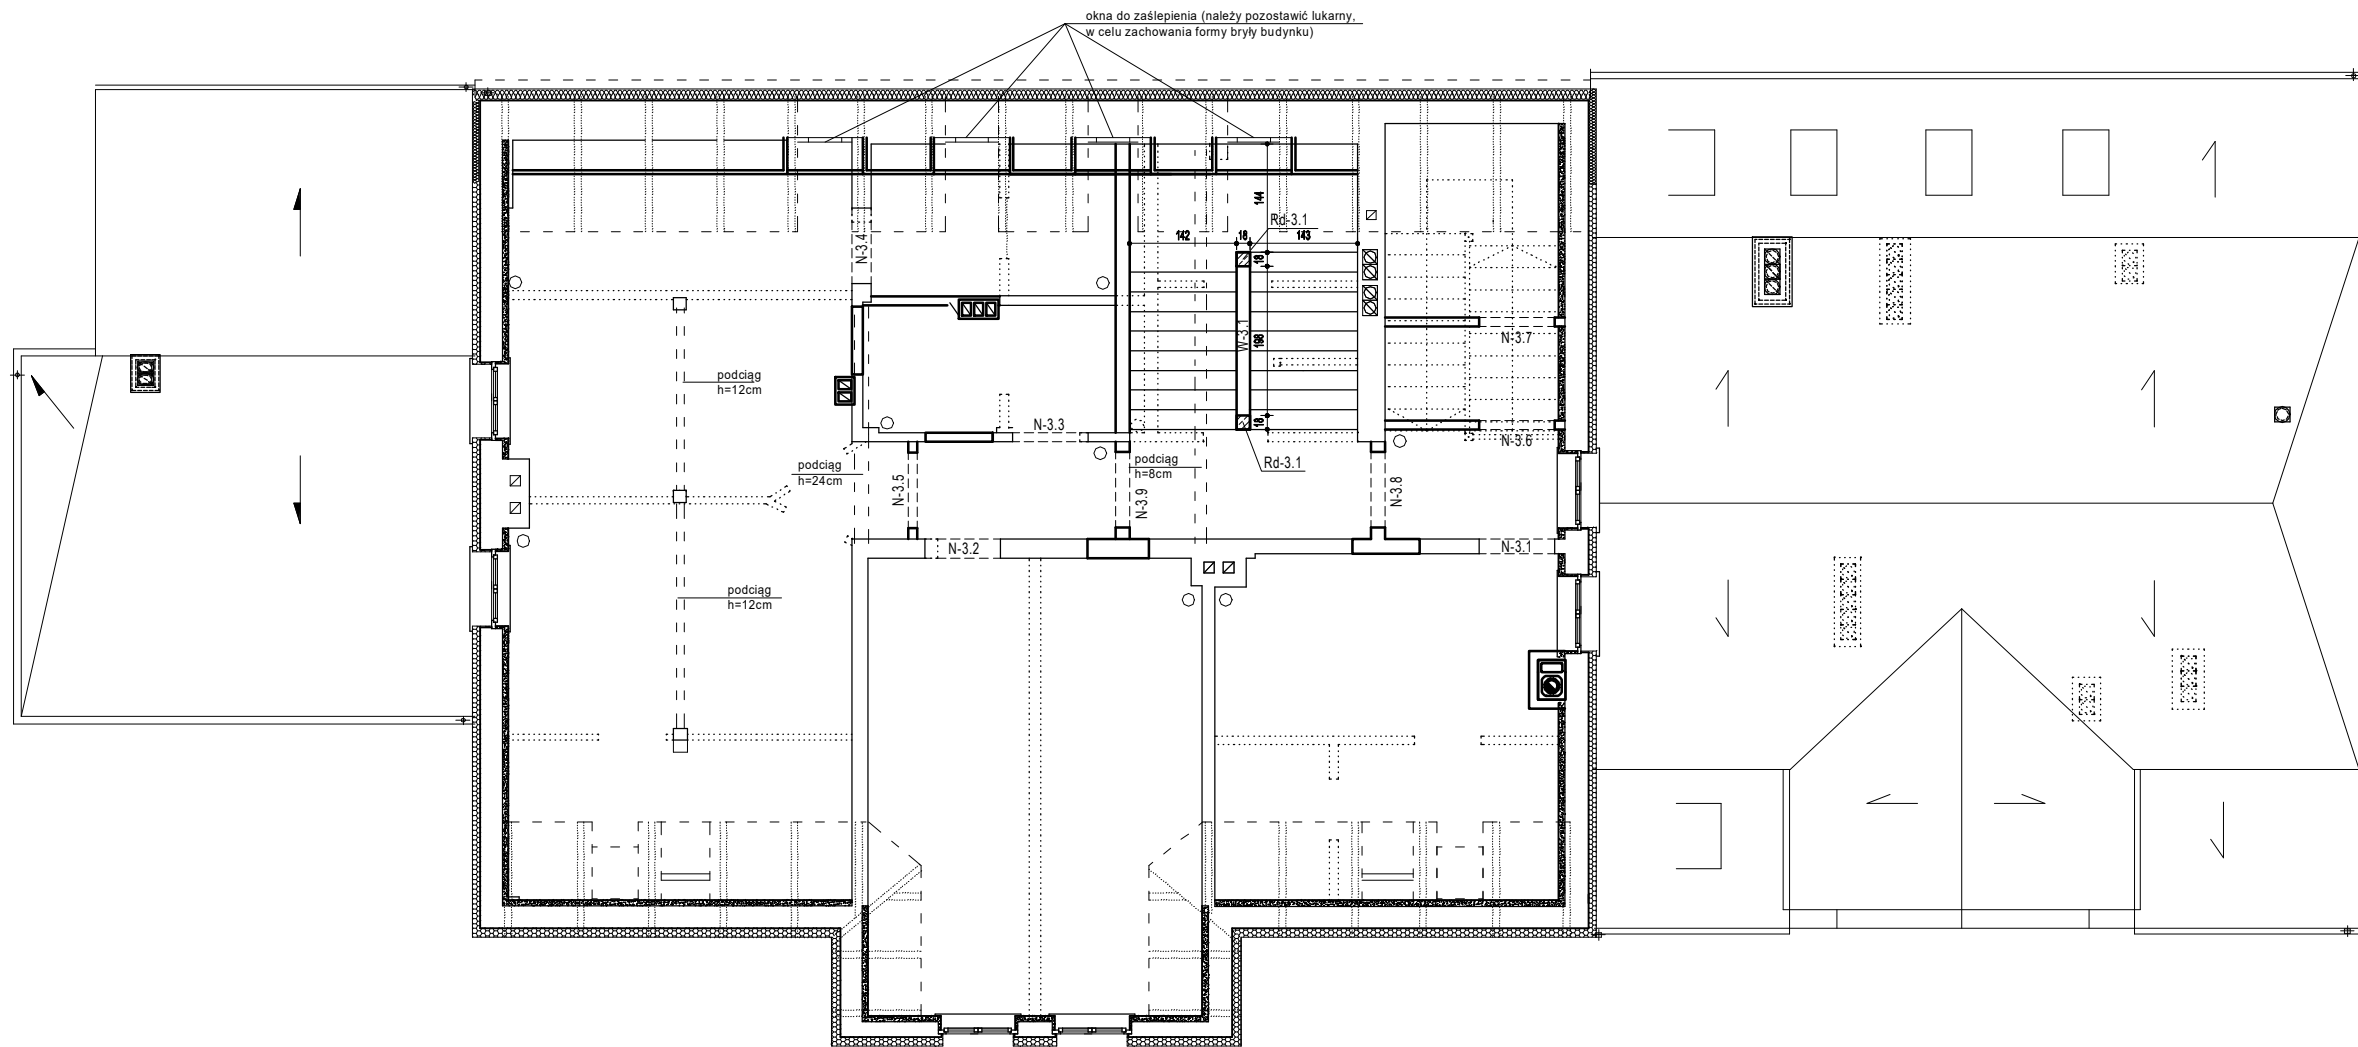 okna do zaślepienia (należy pozostawić lukarny,
w celu zachowania formy bryły budynku)
144
Rd-3.1
142
18
143
N-3.4
18
W-3.1
198
N-3.7
podciąg
h=12cm
18
N-3.3
N-3.6
podciąg
h=24cm
podciąg
h=8cm
Rd-3.1
N-3.5
N-3.9
N-3.8
N-3.2
N-3.1
podciąg
h=12cm